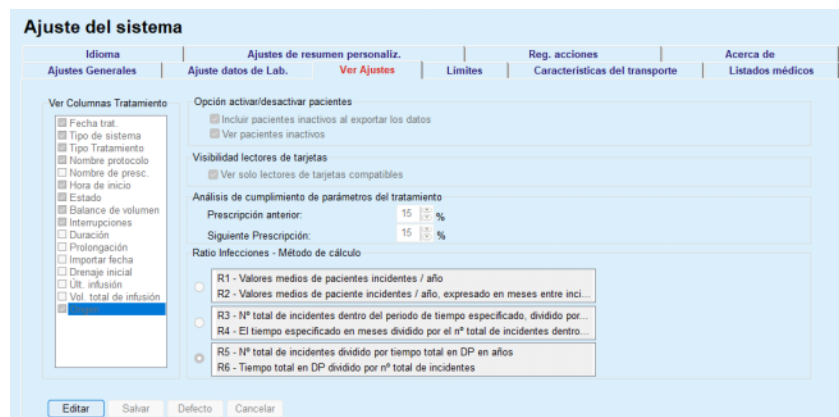 Ajuste del sistema
Idioma
Ajustes de resumen personaliz.
Reg. acciones
Acerca de
Ajustes Generales
Ajuste datos de Lab.
Ver Ajustes
Limites
Características del transporte
Listados médicos
Ver Columnas Tratamiento
Fecha trat.
Tipo de sistema
Tipo Tratamiento
Nombre protocolo
Nombre de presc.
Hora de inicio
Estado
Balance de volumen
Interrupciones
Duración
Prolongación
Importar fecha
Drenaje inicial
Últ. infusión
Vol. total de infusión
Opción activar/desactivar pacientes
Incluir pacientes inactivos al exportar los datos
Ver pacientes inactivos
Visibilidad lectores de tarjetas
Ver solo lectores de tarjetas compatibles
Análisis de cumplimiento de parámetros del tratamiento
Prescripción anterior: 15 %
Siguiente Prescripción: 15 %
Ratio Infecciones - Método de cálculo
R1 - Valores medios de pacientes incidentes / año
R2 - Valores medios de paciente incidentes / año, expresado en meses entre inci...
R3 - Nº total de incidentes dentro del periodo de tiempo especificado, dividido por...
R4 - El tiempo especificado en meses dividido por el nº total de incidentes dentro...
R5 - Nº total de incidentes dividido por tiempo total en DP en años
R6 - Tiempo total en DP dividido por nº total de incidentes
Editar
Salvar
Defecto
Cancelar